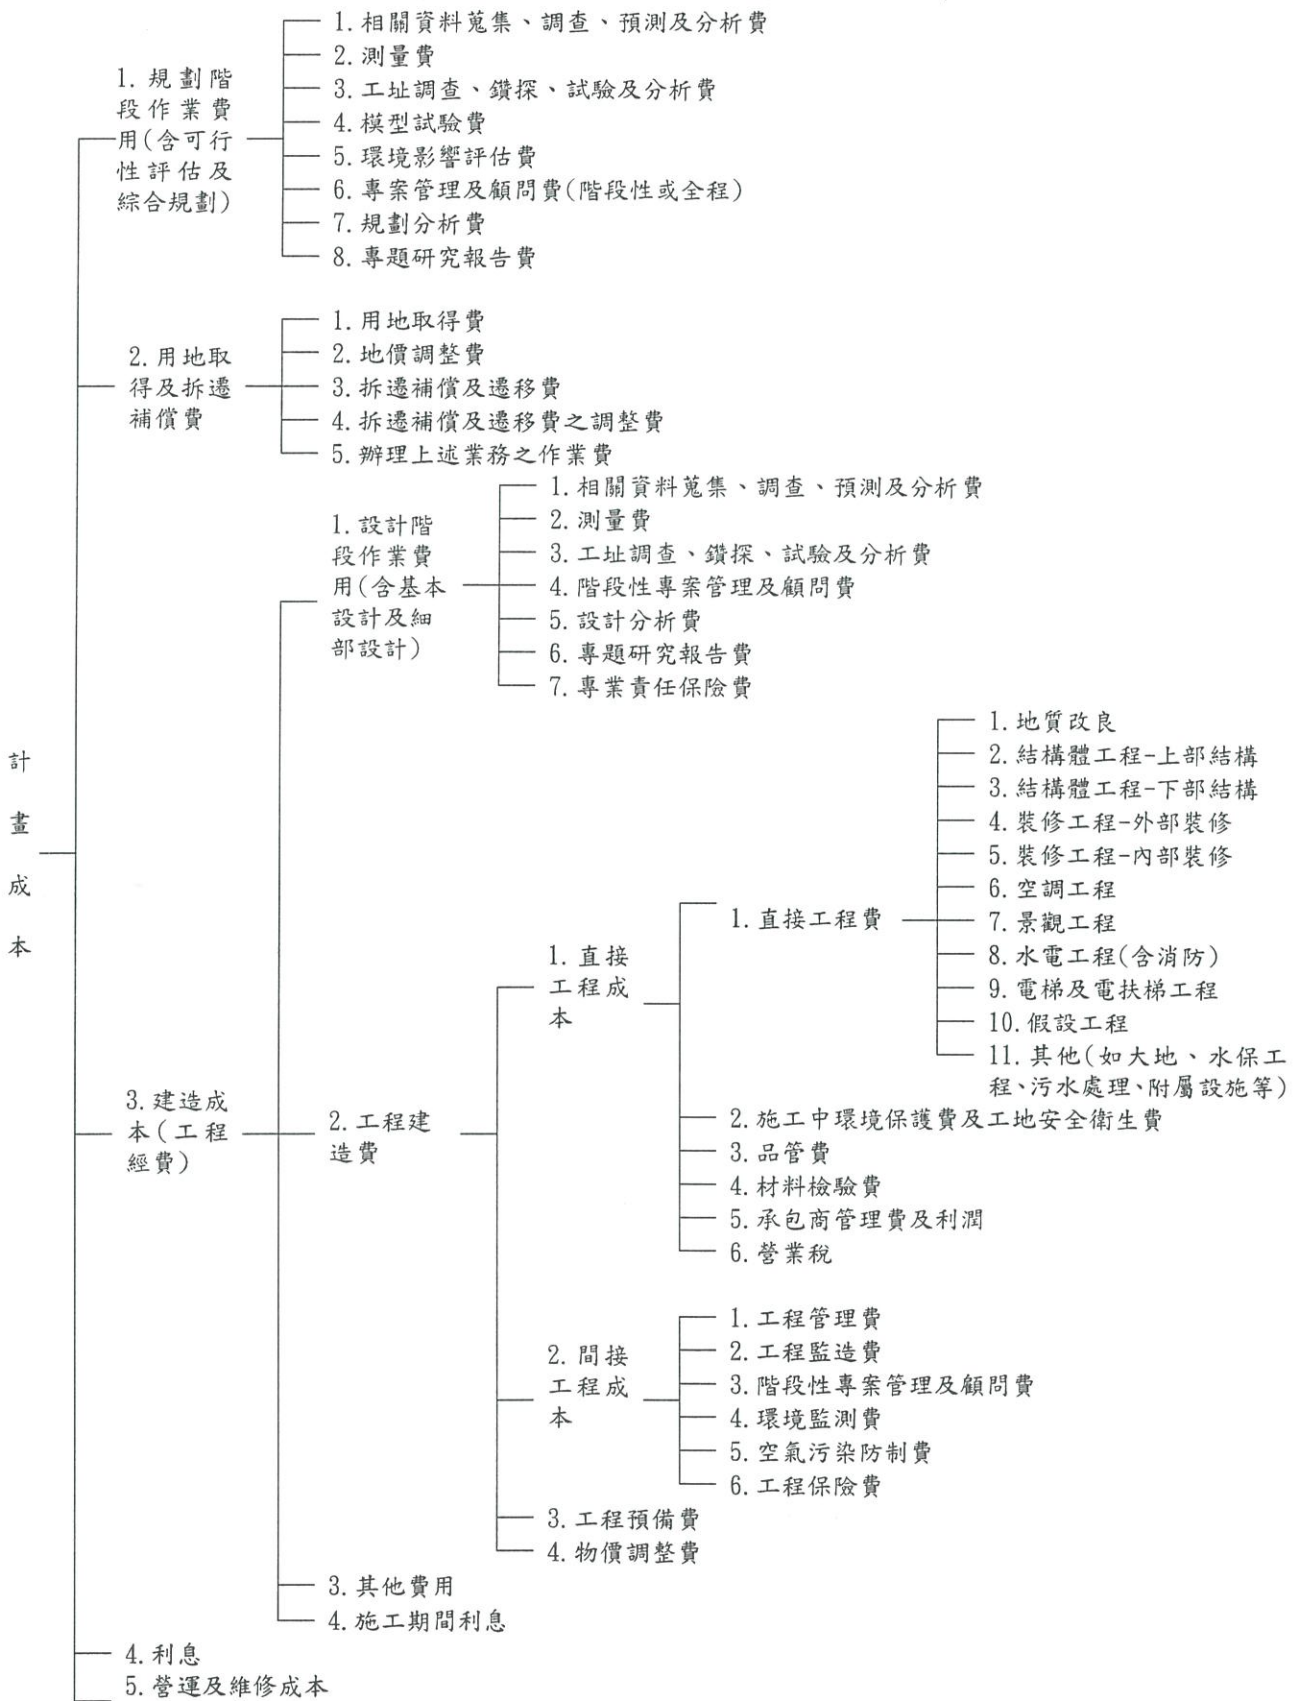 計
畫
成
本
1. 規劃階
段作業費
用(含可行
性評估及
綜合規劃)
1. 相關資料蒐集、調查、預測及分析費
2. 測量費
3. 工址調查、鑽探、試驗及分析費
4. 模型試驗費
5. 環境影響評估費
6. 專案管理及顧問費(階段性或全程)
7. 規劃分析費
8. 專題研究報告費
2. 用地取
得及拆遷
補償費
1. 用地取得費
2. 地價調整費
3. 拆遷補償及遷移費
4. 拆遷補償及遷移費之調整費
5. 辦理上述業務之作業費
3. 建造成
本(工程
經費)
1. 設計階
段作業費
用(含基本
設計及細
部設計)
1. 相關資料蒐集、調查、預測及分析費
2. 測量費
3. 工址調查、鑽探、試驗及分析費
4. 階段性專案管理及顧問費
5. 設計分析費
6. 專題研究報告費
7. 專業責任保險費
2. 工程建
造費
1. 直接
工程成
本
1. 直接工程費
1. 地質改良
2. 結構體工程-上部結構
3. 結構體工程-下部結構
4. 裝修工程-外部裝修
5. 裝修工程-內部裝修
6. 空調工程
7. 景觀工程
8. 水電工程(含消防)
9. 電梯及電扶梯工程
10. 假設工程
11. 其他(如大地、水保工
程、污水處理、附屬設施等)
2. 施工中環境保護費及工地安全衛生費
3. 品管費
4. 材料檢驗費
5. 承包商管理費及利潤
6. 營業稅
2. 間接
工程成
本
1. 工程管理費
2. 工程監造費
3. 階段性專案管理及顧問費
4. 環境監測費
5. 空氣污染防制費
6. 工程保險費
3. 工程預備費
4. 物價調整費
3. 其他費用
4. 施工期間利息
4. 利息
5. 營運及維修成本